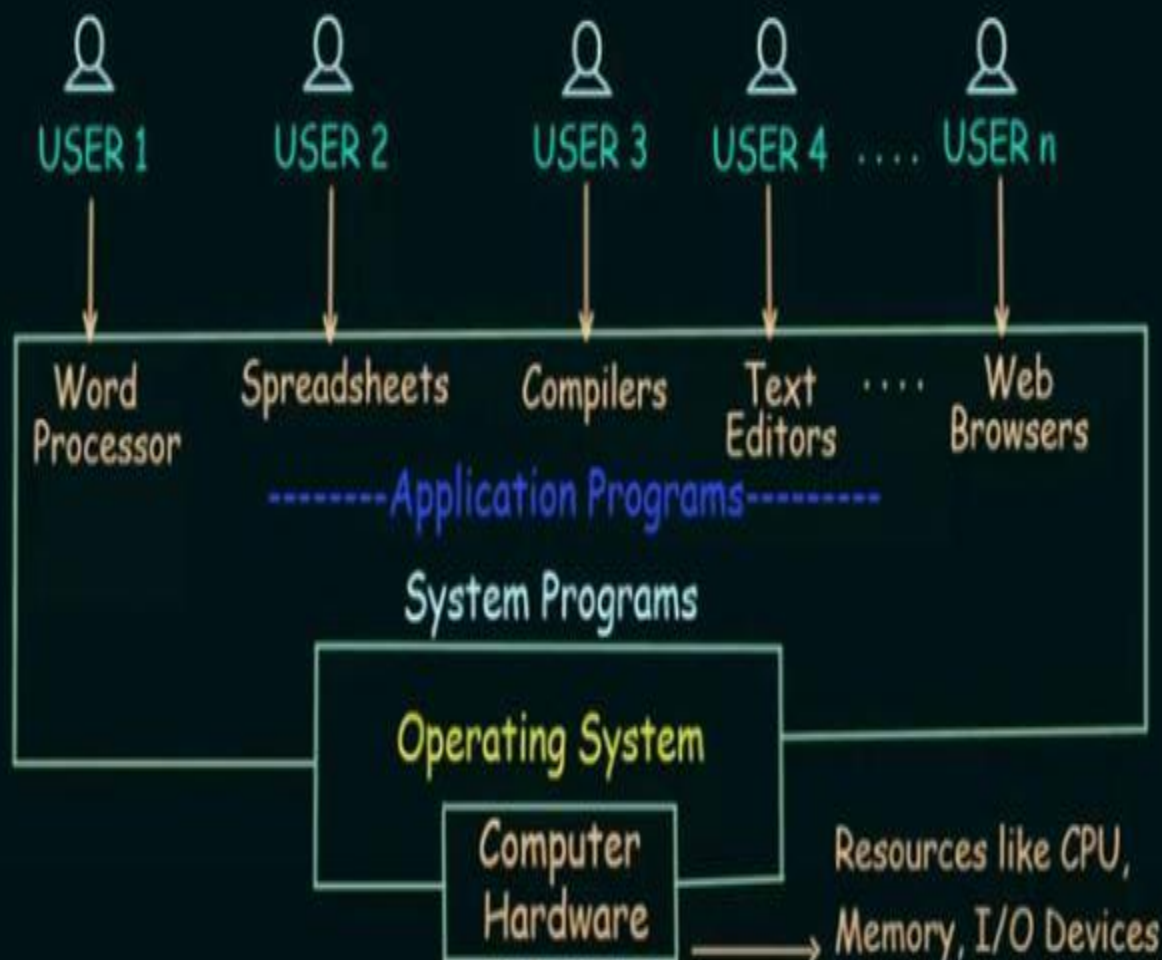 USER 1 USER 2 USER 3 USER 4 .... USER n
Word Processor
Spreadsheets
Compilers
Text Editors
....
Web Browsers
--------Application Programs---------
System Programs
Operating System
Computer
Hardware
Resources like CPU,
Memory, I/O Devices